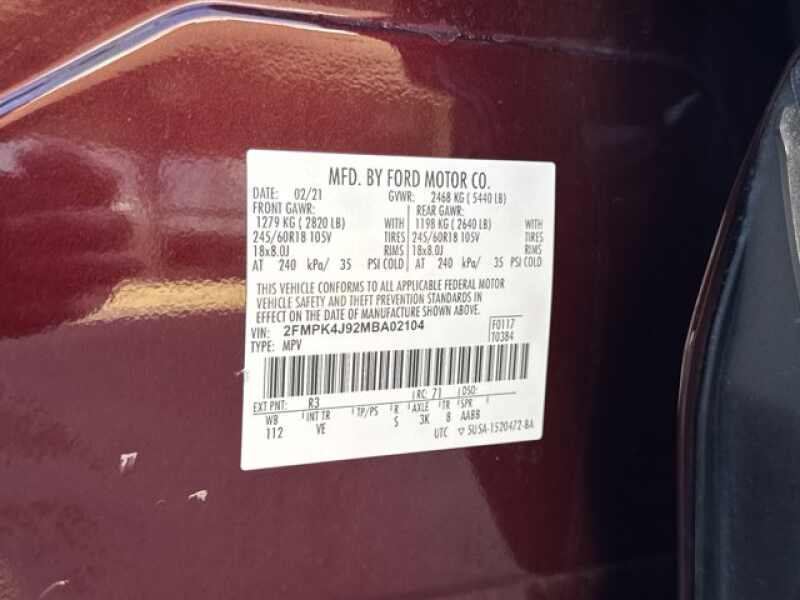 MFD. BY FORD MOTOR CO.
DATE: 02/21 GVWR: 2468 KG ( 5440 LB)
FRONT GAWR: REAR GAWR:
1279 KG ( 2820 LB) WITH 1198 KG ( 2640 LB) WITH
245/60R18 105V TIRES 245/60R18 105V TIRES
18x8.0J RIMS 18x8.0J RIMS
AT 240 kPa/ 35 PSI COLD AT 240 kPa/ 35 PSI COLD
THIS VEHICLE CONFORMS TO ALL APPLICABLE FEDERAL MOTOR
VEHICLE SAFETY AND THEFT PREVENTION STANDARDS IN
EFFECT ON THE DATE OF MANUFACTURE SHOWN ABOVE.
VIN: 2FMPK4J92MBA02104 F0117
TYPE: MPV T0384
EXT PNT: R3 RC: 71 DSO:
WB INT TR TP/PS R AXLE TR SPR
112 VE S 3K 8 AABB
UTC ▽ 5U5A-1520472-BA